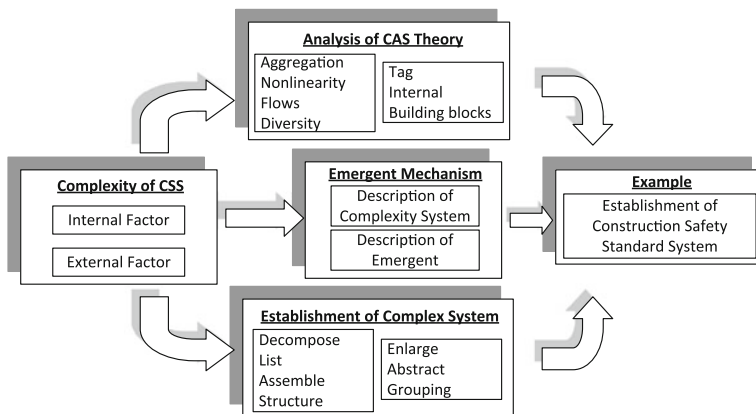 Analysis of CAS Theory
Aggregation
Nonlinearity
Flows
Diversity
Tag
Internal
Building blocks
Complexity of CSS
Internal Factor
External Factor
Emergent Mechanism
Description of
Complexity System
Description of
Emergent
Example
Establishment of
Construction Safety
Standard System
Establishment of Complex System
Decompose
List
Assemble
Structure
Enlarge
Abstract
Grouping